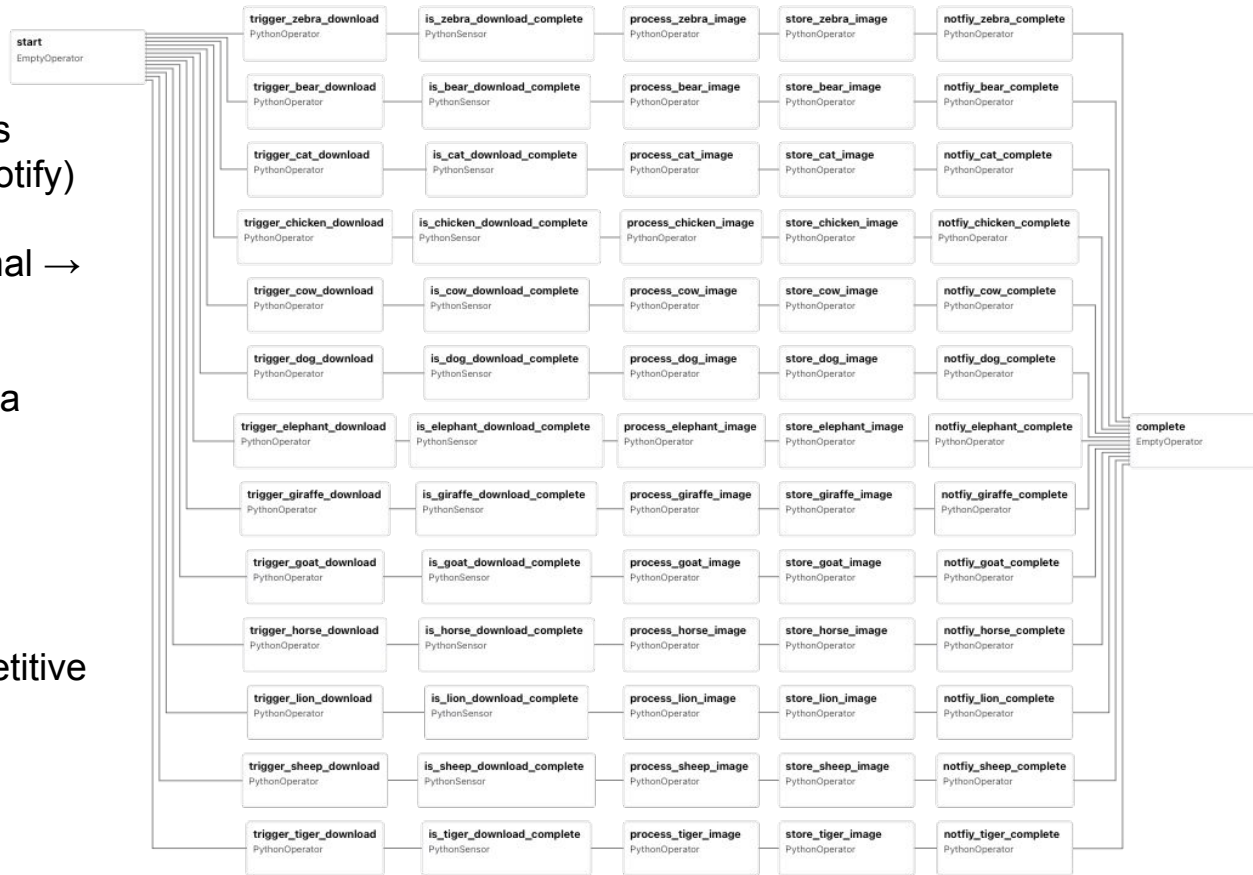 s
otify)
nal →
a
etitive
start
EmptyOperator
trigger_zebra_download
PythonOperator
is_zebra_download_complete
PythonSensor
process_zebra_image
PythonOperator
store_zebra_image
PythonOperator
notfiy_zebra_complete
PythonOperator
trigger_bear_download
PythonOperator
is_bear_download_complete
PythonSensor
process_bear_image
PythonOperator
store_bear_image
PythonOperator
notfiy_bear_complete
PythonOperator
trigger_cat_download
PythonOperator
is_cat_download_complete
PythonSensor
process_cat_image
PythonOperator
store_cat_image
PythonOperator
notfiy_cat_complete
PythonOperator
trigger_chicken_download
PythonOperator
is_chicken_download_complete
PythonSensor
process_chicken_image
PythonOperator
store_chicken_image
PythonOperator
notfiy_chicken_complete
PythonOperator
trigger_cow_download
PythonOperator
is_cow_download_complete
PythonSensor
process_cow_image
PythonOperator
store_cow_image
PythonOperator
notfiy_cow_complete
PythonOperator
trigger_dog_download
PythonOperator
is_dog_download_complete
PythonSensor
process_dog_image
PythonOperator
store_dog_image
PythonOperator
notfiy_dog_complete
PythonOperator
trigger_elephant_download
PythonOperator
is_elephant_download_complete
PythonSensor
process_elephant_image
PythonOperator
store_elephant_image
PythonOperator
notfiy_elephant_complete
PythonOperator
trigger_giraffe_download
PythonOperator
is_giraffe_download_complete
PythonSensor
process_giraffe_image
PythonOperator
store_giraffe_image
PythonOperator
notfiy_giraffe_complete
PythonOperator
trigger_goat_download
PythonOperator
is_goat_download_complete
PythonSensor
process_goat_image
PythonOperator
store_goat_image
PythonOperator
notfiy_goat_complete
PythonOperator
trigger_horse_download
PythonOperator
is_horse_download_complete
PythonSensor
process_horse_image
PythonOperator
store_horse_image
PythonOperator
notfiy_horse_complete
PythonOperator
trigger_lion_download
PythonOperator
is_lion_download_complete
PythonSensor
process_lion_image
PythonOperator
store_lion_image
PythonOperator
notfiy_lion_complete
PythonOperator
trigger_sheep_download
PythonOperator
is_sheep_download_complete
PythonSensor
process_sheep_image
PythonOperator
store_sheep_image
PythonOperator
notfiy_sheep_complete
PythonOperator
trigger_tiger_download
PythonOperator
is_tiger_download_complete
PythonSensor
process_tiger_image
PythonOperator
store_tiger_image
PythonOperator
notfiy_tiger_complete
PythonOperator
complete
EmptyOperator